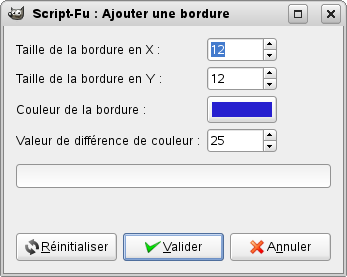 Script-Fu : Ajouter une bordure
Taille de la bordure en X : 12
Taille de la bordure en Y : 12
Couleur de la bordure :
Valeur de différence de couleur : 25
Réinitialiser Valider Annuler